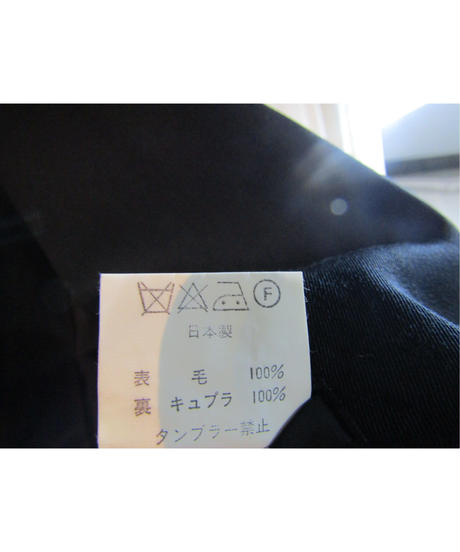 F
日本製
表 毛 100%
裏 キュプラ 100%
タンブラー禁止